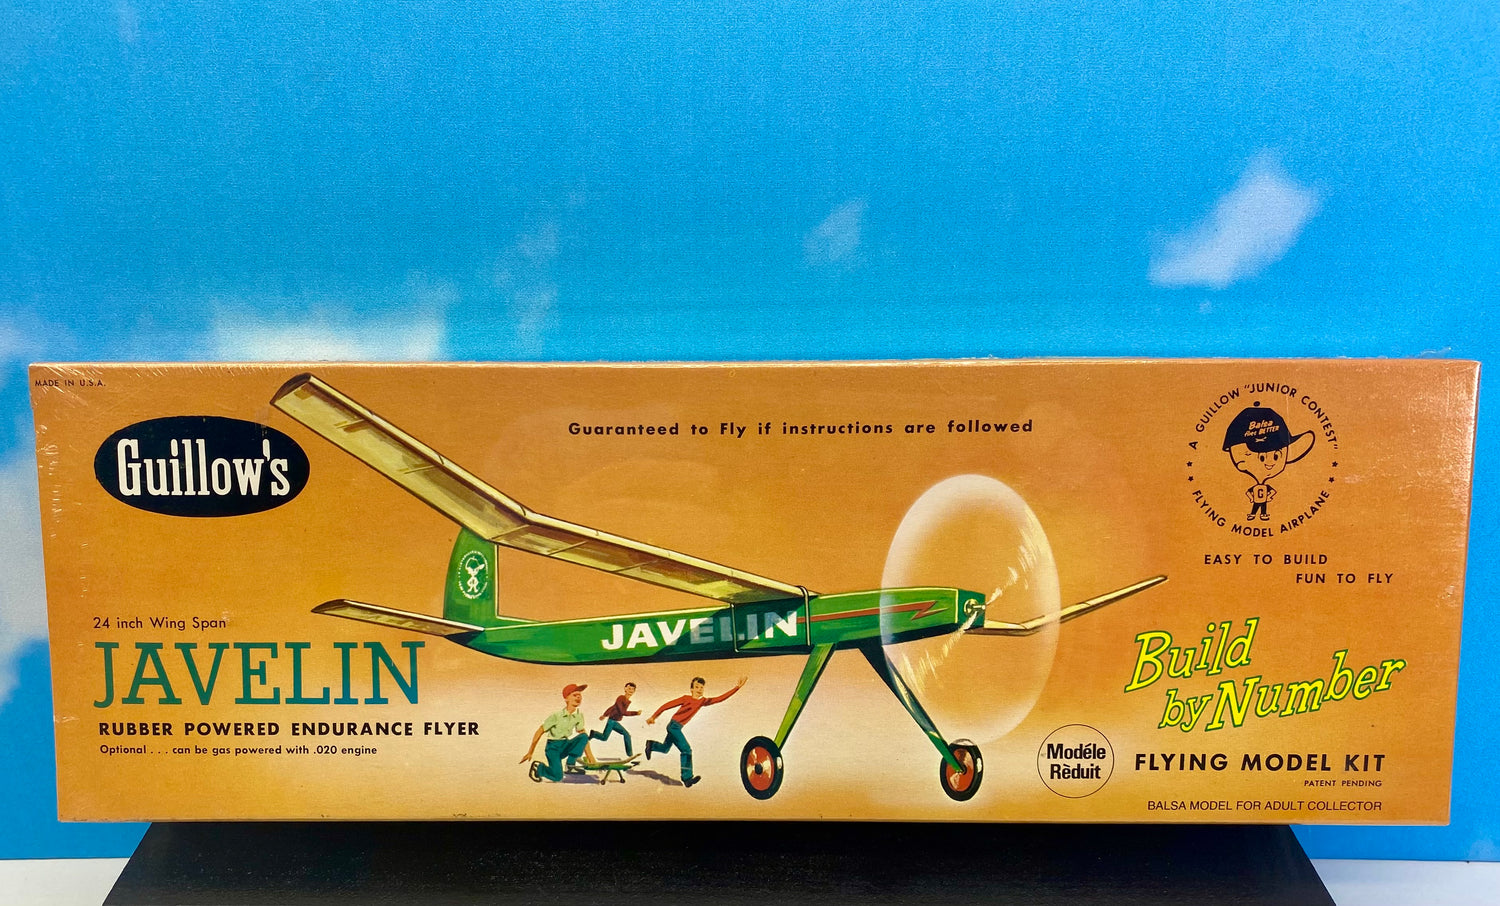 MADE IN U.S.A.
Guillow's
Guaranteed to Fly if instructions are followed
A GUILLOW "JUNIOR CONTEST"
Balsa
flies BETTER
G
★ FLYING MODEL AIRPLANE ★
EASY TO BUILD
FUN TO FLY
24 inch Wing Span
JAVELIN
RUBBER POWERED ENDURANCE FLYER
Optional . . . can be gas powered with .020 engine
JAVELIN
Build
by Number
Modéle
Rèduit
FLYING MODEL KIT
PATENT PENDING
BALSA MODEL FOR ADULT COLLECTOR